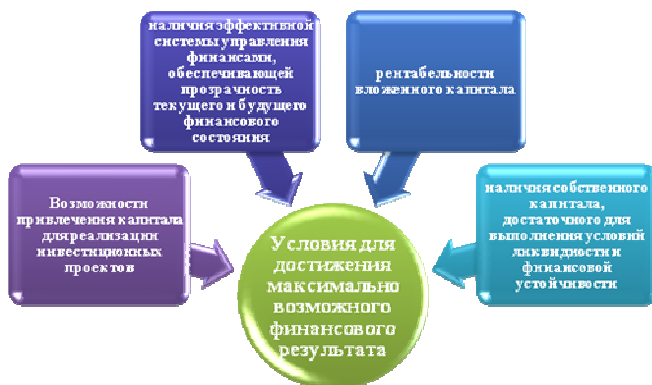 наличия эффективной
системы управления
финансами,
обеспечивающей
прозрачность
текущего и будущего
финансового
состояния
рентабельности
вложенного капитала
Возможности
привлечения капитала
для реализации
инвестиционных
проектов
наличия собственного
капитала,
достаточного для
выполнения условий
ликвидности и
финансовой
устойчивости
Условия для
достижения
максимально
возможного
финансового
результата